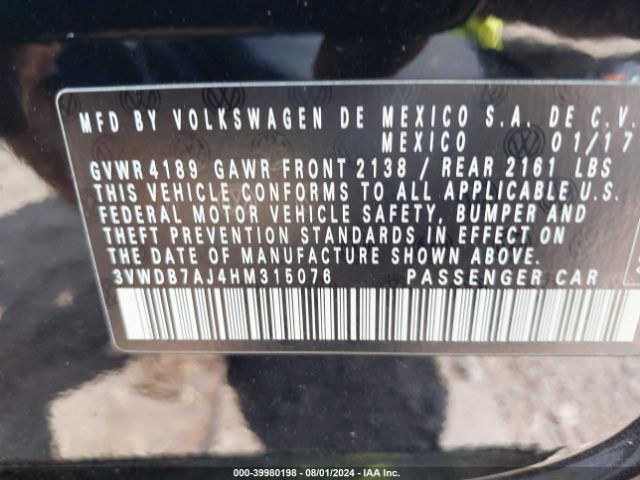 MFD BY VOLKSWAGEN DE MEXICO S.A. DE C.V.
MEXICO 01/17
GVWR 4189 GAWR FRONT 2138 / REAR 2161 LBS
THIS VEHICLE CONFORMS TO ALL APPLICABLE U.S.
FEDERAL MOTOR VEHICLE SAFETY, BUMPER AND
THEFT PREVENTION STANDARDS IN EFFECT ON
THE DATE OF MANUFACTURE SHOWN ABOVE.
3VWDB7AJ4HM315076 PASSENGER CAR
000-39980198 - 08/01/2024 - IAA Inc.